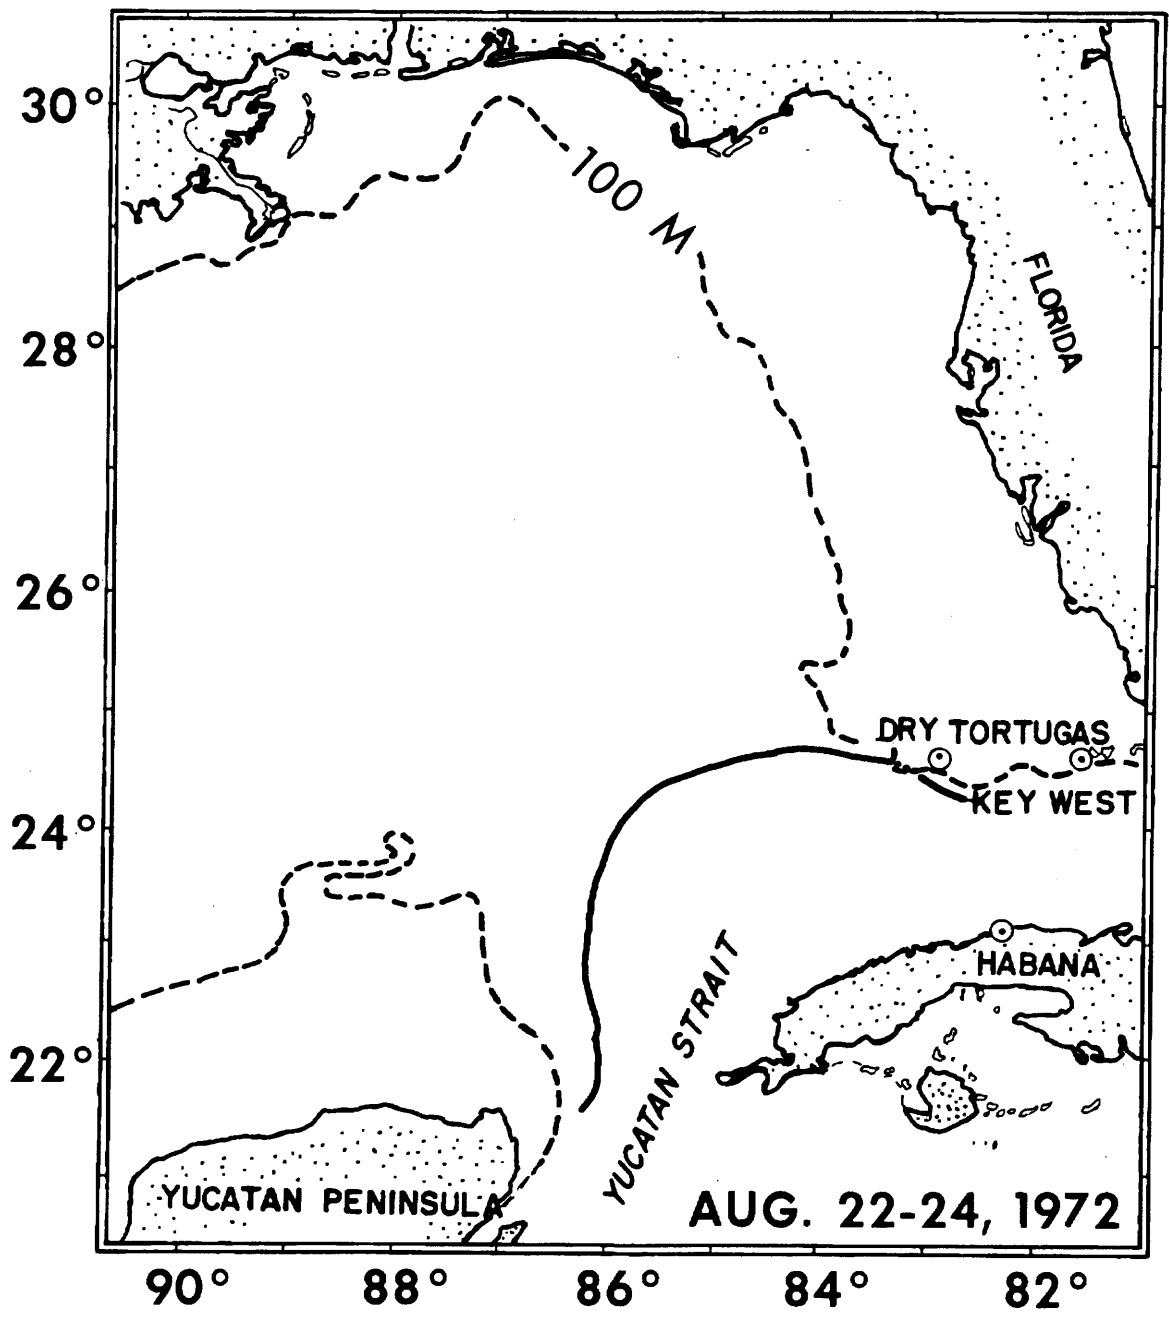 30°
100 M
FLORIDA
28°
26°
DRY TORTUGAS
KEY WEST
24°
HABANA
YUCATAN STRAIT
22°
YUCATAN PENINSULA
AUG. 22-24, 1972
90° 88° 86° 84° 82°